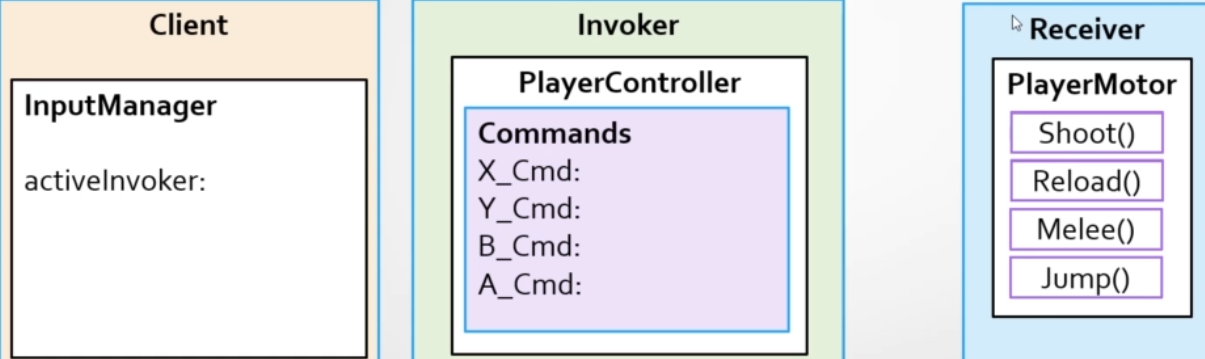 Client
InputManager
activeInvoker:
Invoker
PlayerController
Commands
X_Cmd:
Y_Cmd:
B_Cmd:
A_Cmd:
Receiver
PlayerMotor
Shoot()
Reload()
Melee()
Jump()